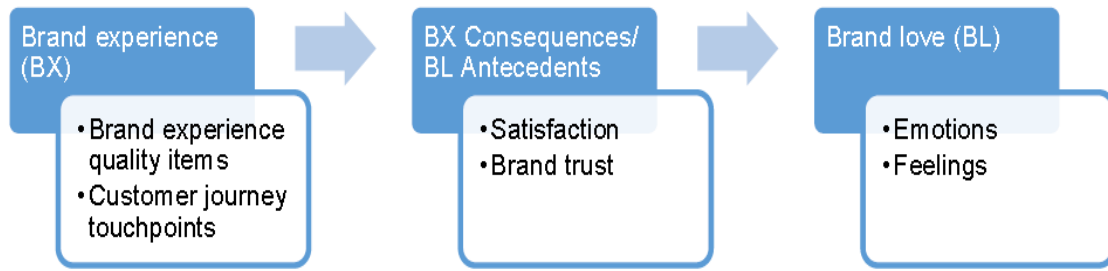 Brand experience
(BX)
• Brand experience
quality items
• Customer journey
touchpoints
BX Consequences/
BL Antecedents
• Satisfaction
• Brand trust
Brand love (BL)
• Emotions
• Feelings